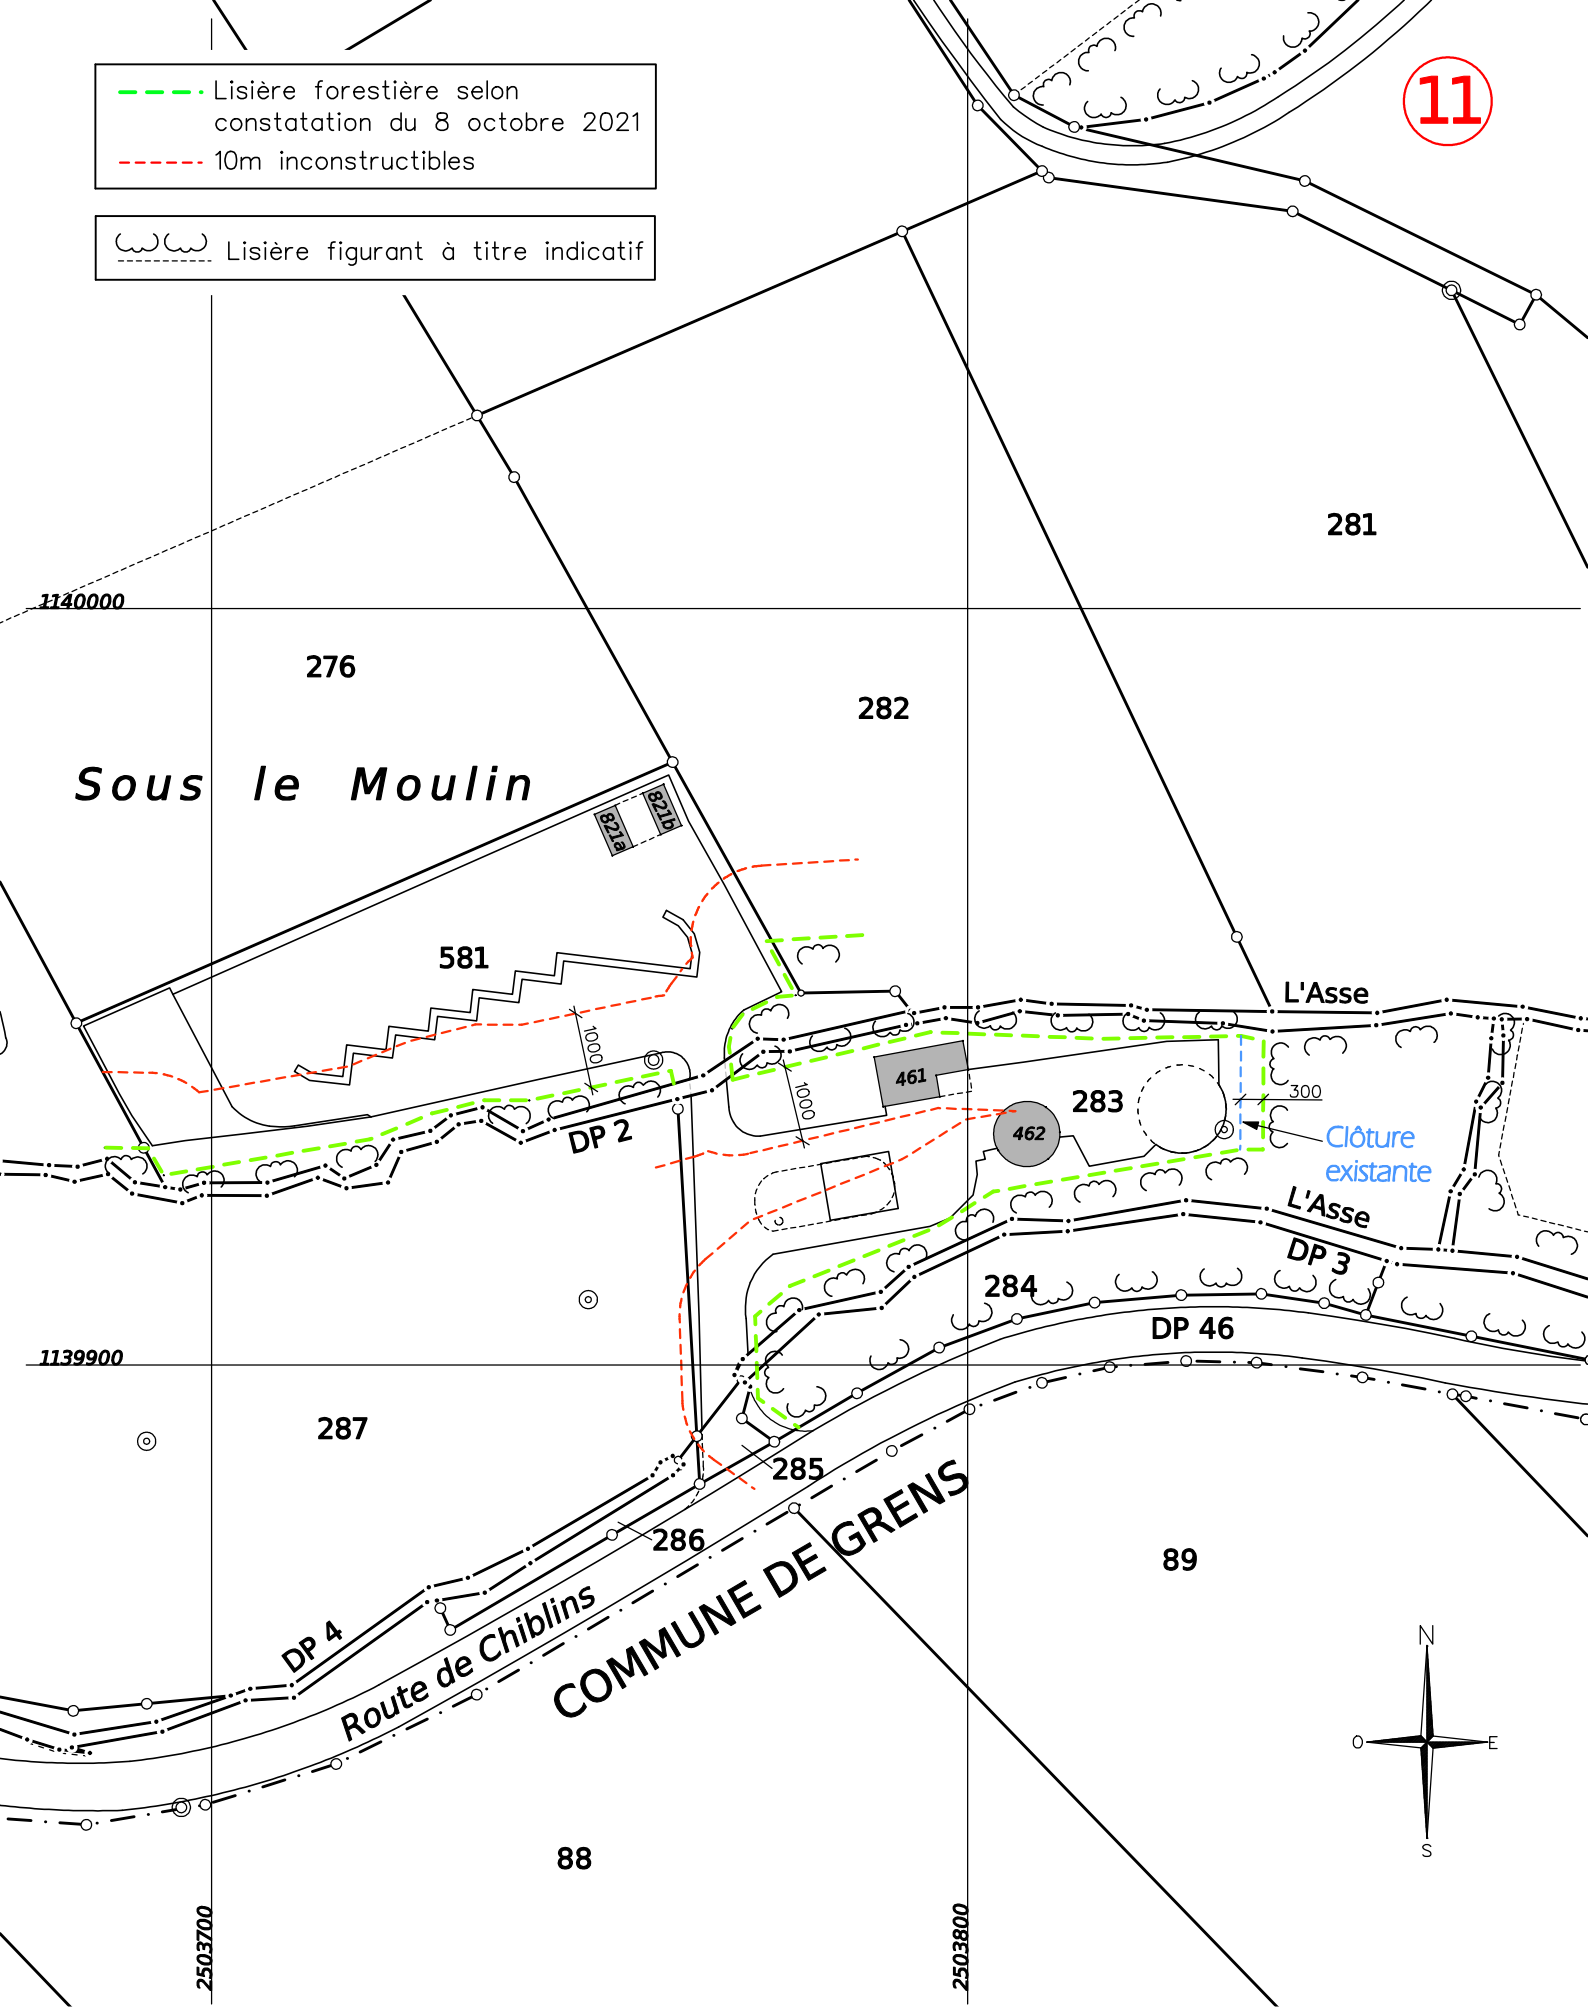 Lisière forestière selon
constatation du 8 octobre 2021
10m inconstructibles
11
Lisière figurant à titre indicatif
281
1140000
276
282
Sous le Moulin
821a
821b
581
L'Asse
1000
461
1000
283
300
462
DP 2
Clôture
existante
L'Asse
DP 3
284
DP 46
1139900
287
285
286
COMMUNE DE GRENS
89
Route de Chiblins
DP 4
N
O
E
S
88
2503700
2503800